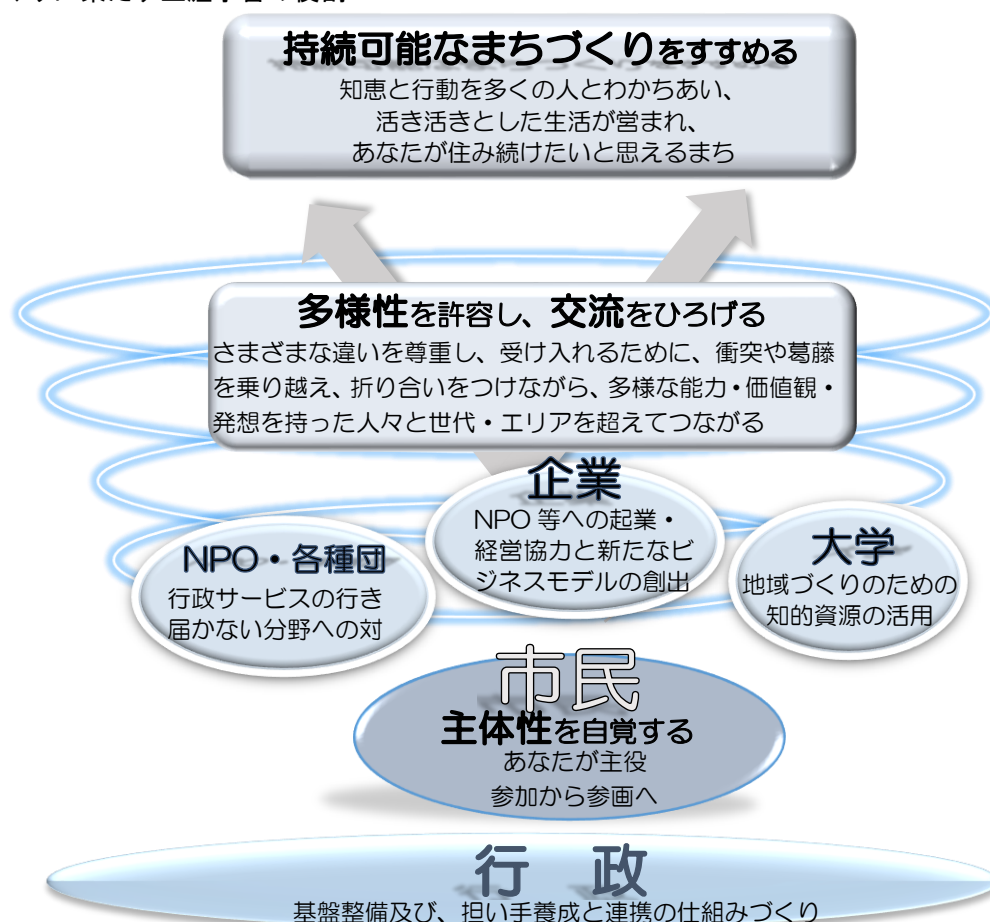 持続可能なまちづくりをすすめる
知恵と行動を多くの人とわかちあい、
活き活きとした生活が営まれ、
あなたが住み続けたいと思えるまち
多様性を許容し、交流をひろげる
さまざまな違いを尊重し、受け入れるために、衝突や葛藤
を乗り越え、折り合いをつけながら、多様な能力・価値観・
発想を持った人々と世代・エリアを超えてつながる
企業
NPO 等への起業・
経営協力と新たなビ
ジネスモデルの創出
NPO・各種団
行政サービスの行き
届かない分野への対
大学
地域づくりのための
知的資源の活用
市民
主体性を自覚する
あなたが主役
参加から参画へ
行 政
基盤整備及び、担い手養成と連携の仕組みづくり